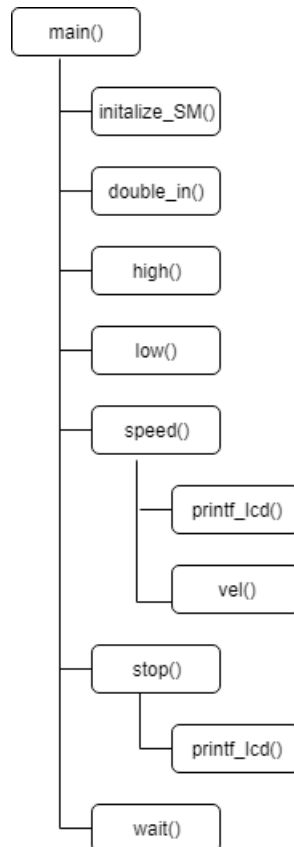 main()
initalize_SM()
double_in()
high()
low()
speed()
printf_lcd()
vel()
stop()
printf_lcd()
wait()